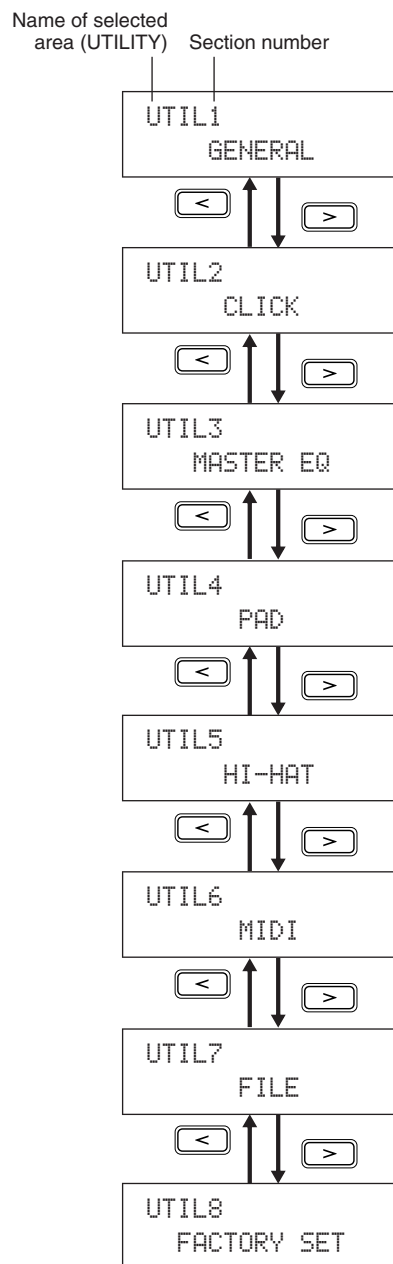 Name of selected
area (UTILITY) Section number
UTIL1
GENERAL
<
>
UTIL2
CLICK
<
>
UTIL3
MASTER EQ
<
>
UTIL4
PAD
<
>
UTIL5
HI-HAT
<
>
UTIL6
MIDI
<
>
UTIL7
FILE
<
>
UTIL8
FACTORY SET